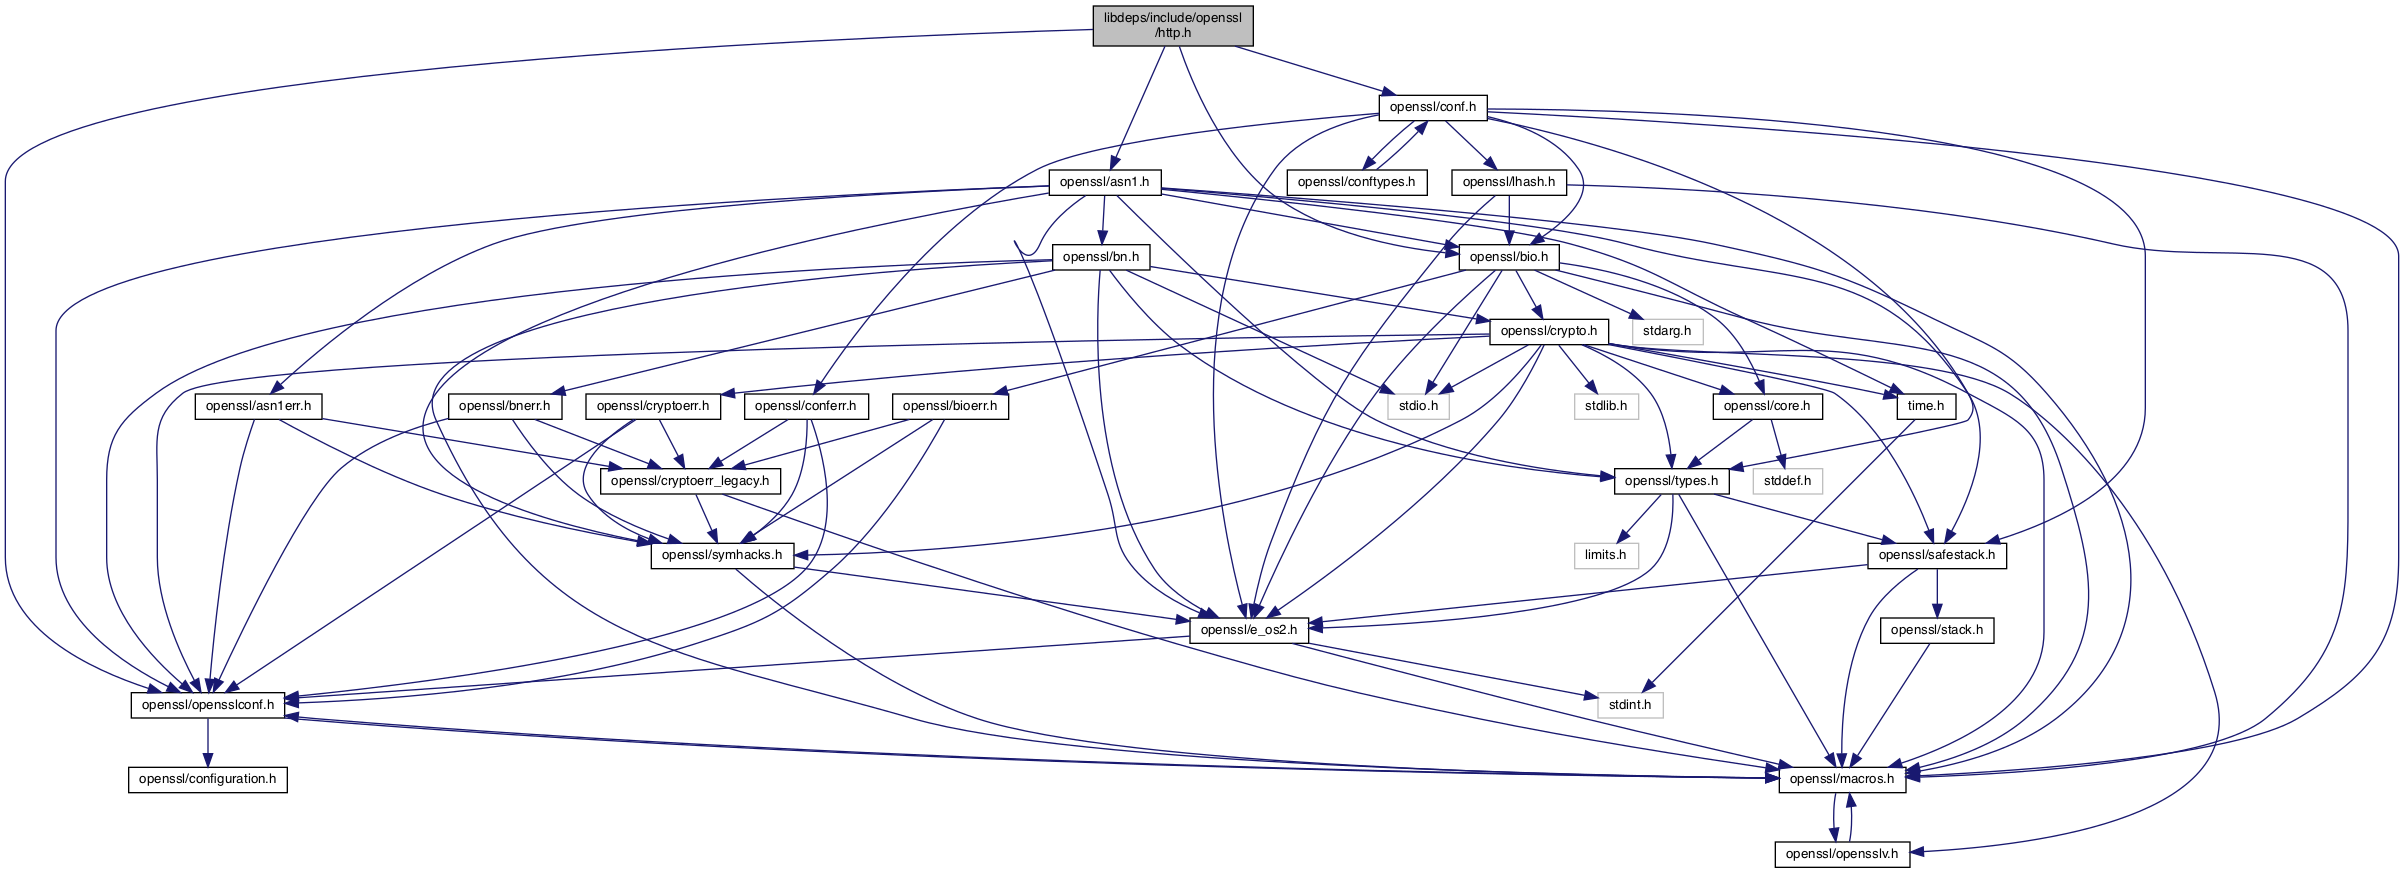 libdeps/include/openssl
/http.h
openssl/conf.h
openssl/asn1.h
openssl/conftypes.h
openssl/lhash.h
openssl/bn.h
openssl/bio.h
openssl/crypto.h
stdarg.h
openssl/asn1err.h
openssl/bnerr.h
openssl/cryptoerr.h
openssl/conferr.h
openssl/bioerr.h
stdio.h
stdlib.h
openssl/core.h
time.h
openssl/cryptoerr_legacy.h
openssl/types.h
stddef.h
openssl/symhacks.h
limits.h
openssl/safestack.h
openssl/e_os2.h
openssl/stack.h
openssl/opensslconf.h
stdint.h
openssl/configuration.h
openssl/macros.h
openssl/opensslv.h